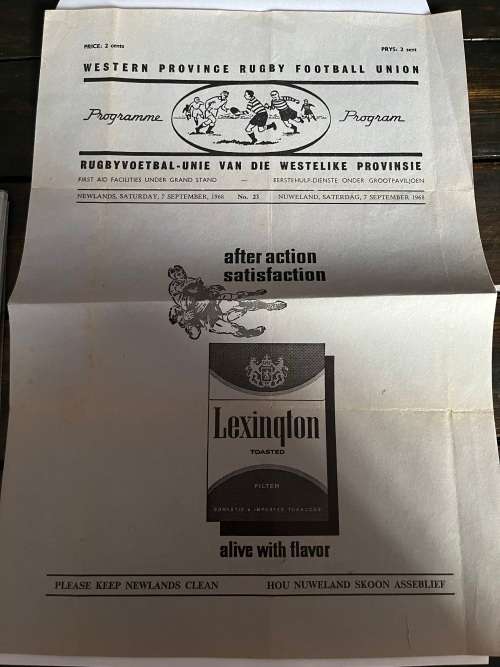 PRICE: 2 cents PRYS: 2 sent
WESTERN PROVINCE RUGBY FOOTBALL UNION
Programme Program
RUGBYVOETBAL-UNIE VAN DIE WESTELIKE PROVINSIE
FIRST AID FACILITIES UNDER GRAND STAND — EERSTEHULP-DIENSTE ONDER GROOTPAVILJOEN
NEWLANDS, SATURDAY, 7 SEPTEMBER, 1968 No. 23 NUWELAND, SATERDAG, 7 SEPTEMBER 1968
after action
satisfaction
Lexington
TOASTED
FILTER
DOMESTIC & IMPORTED TOBACCOS
alive with flavor
PLEASE KEEP NEWLANDS CLEAN HOU NUWELAND SKOON ASSEBLIEF